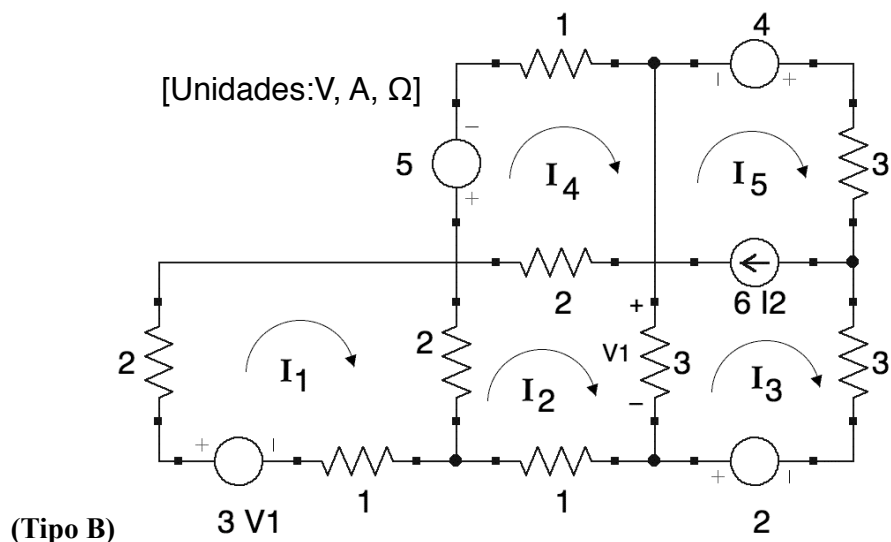 1 4
[Unidades:V, A, Ω]
− − +
5 I4 I5 3
+
2 6 I2
+
2 I1 2 I2 V1 3 I3 3
−
+ − + −
1 1
(Tipo B) 3 V1 2